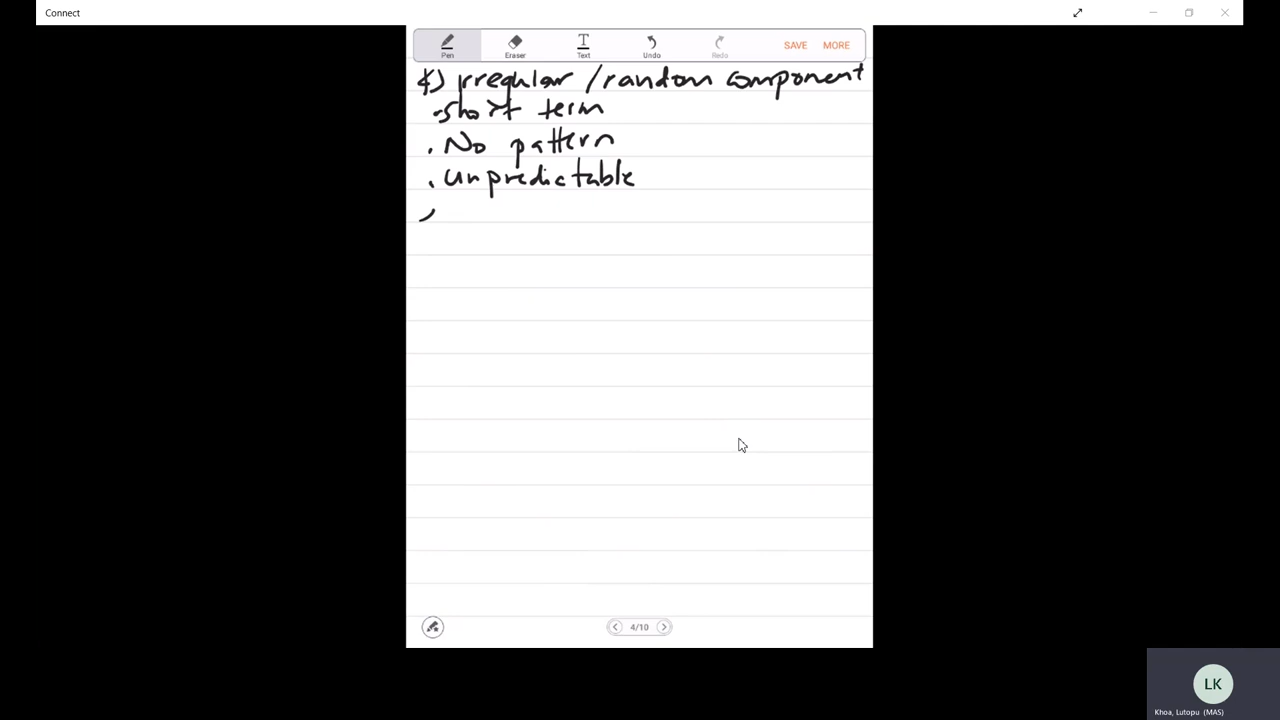 Connect
Pen
Eraser
Text
Undo
Redo
SAVE
MORE
4) irregular / random component
. short term
. No pattern
. unpredictable
4/10
LK
Khoa, Lutopu (MAS)